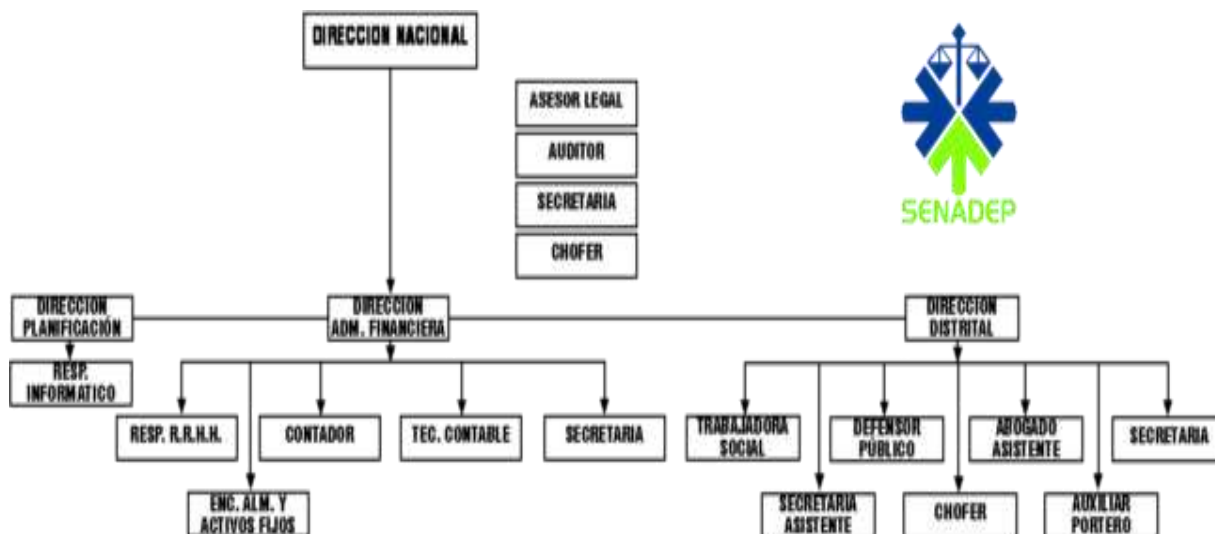 DIRECCION NACIONAL
ASESOR LEGAL
AUDITOR
SECRETARIA
CHOFER
SENADEP
DIRECCION
PLANIFICACIÓN
DIRECCION
ADM. FINANCIERA
DIRECCION
DISTRITAL
RESP.
INFORMATICO
RESP. R.R.H.H.
CONTADOR
TEC. CONTABLE
SECRETARIA
TRABAJADORA
SOCIAL
DEFENSOR
PÚBLICO
ABOGADO
ASISTENTE
SECRETARIA
ENC. ALM. Y
ACTIVOS FIJOS
SECRETARIA
ASISTENTE
CHOFER
AUXILIAR
PORTERO